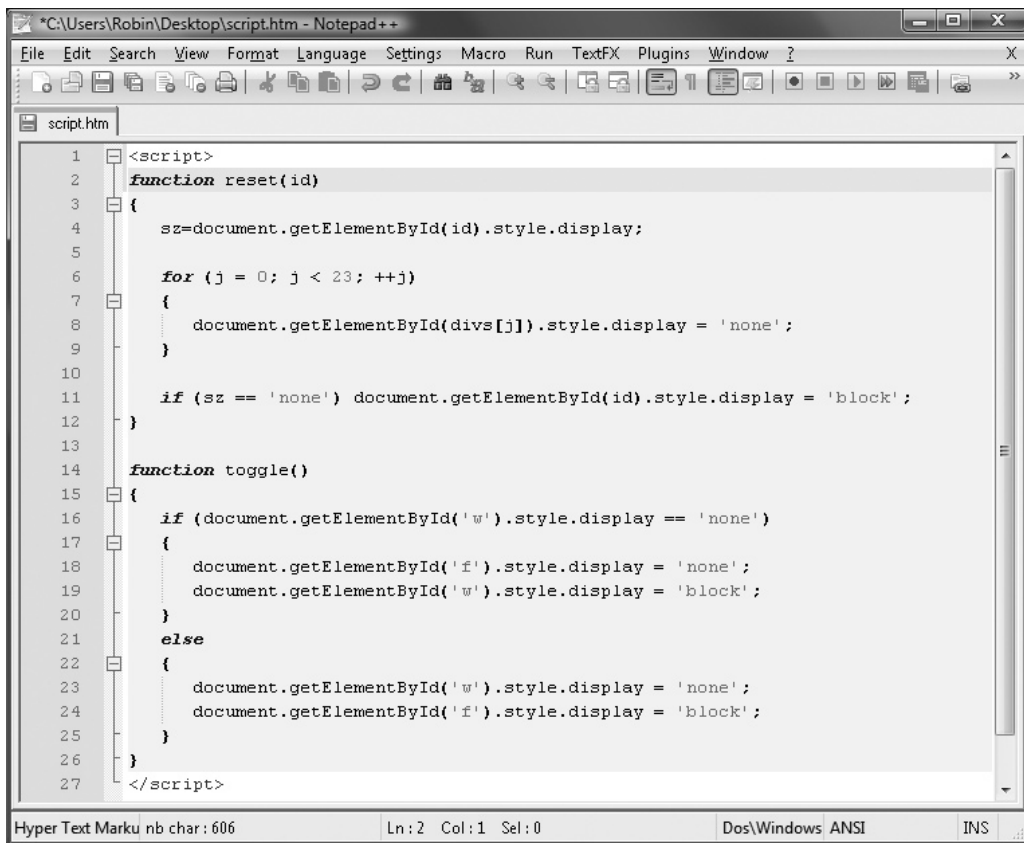 *C:\Users\Robin\Desktop\script.htm - Notepad++
File Edit Search View Format Language Settings Macro Run TextFX Plugins Window ? X
script.htm
1 <script>
2 function reset(id)
3 {
4 sz=document.getElementById(id).style.display;
5
6 for (j = 0; j < 23; ++j)
7 {
8 document.getElementById(divs[j]).style.display = 'none';
9 }
10
11 if (sz == 'none') document.getElementById(id).style.display = 'block';
12 }
13
14 function toggle()
15 {
16 if (document.getElementById('w').style.display == 'none')
17 {
18 document.getElementById('f').style.display = 'none';
19 document.getElementById('w').style.display = 'block';
20 }
21 else
22 {
23 document.getElementById('w').style.display = 'none';
24 document.getElementById('f').style.display = 'block';
25 }
26 }
27 </script>
Hyper Text Marku nb char : 606 Ln : 2 Col : 1 Sel : 0 Dos\Windows ANSI INS